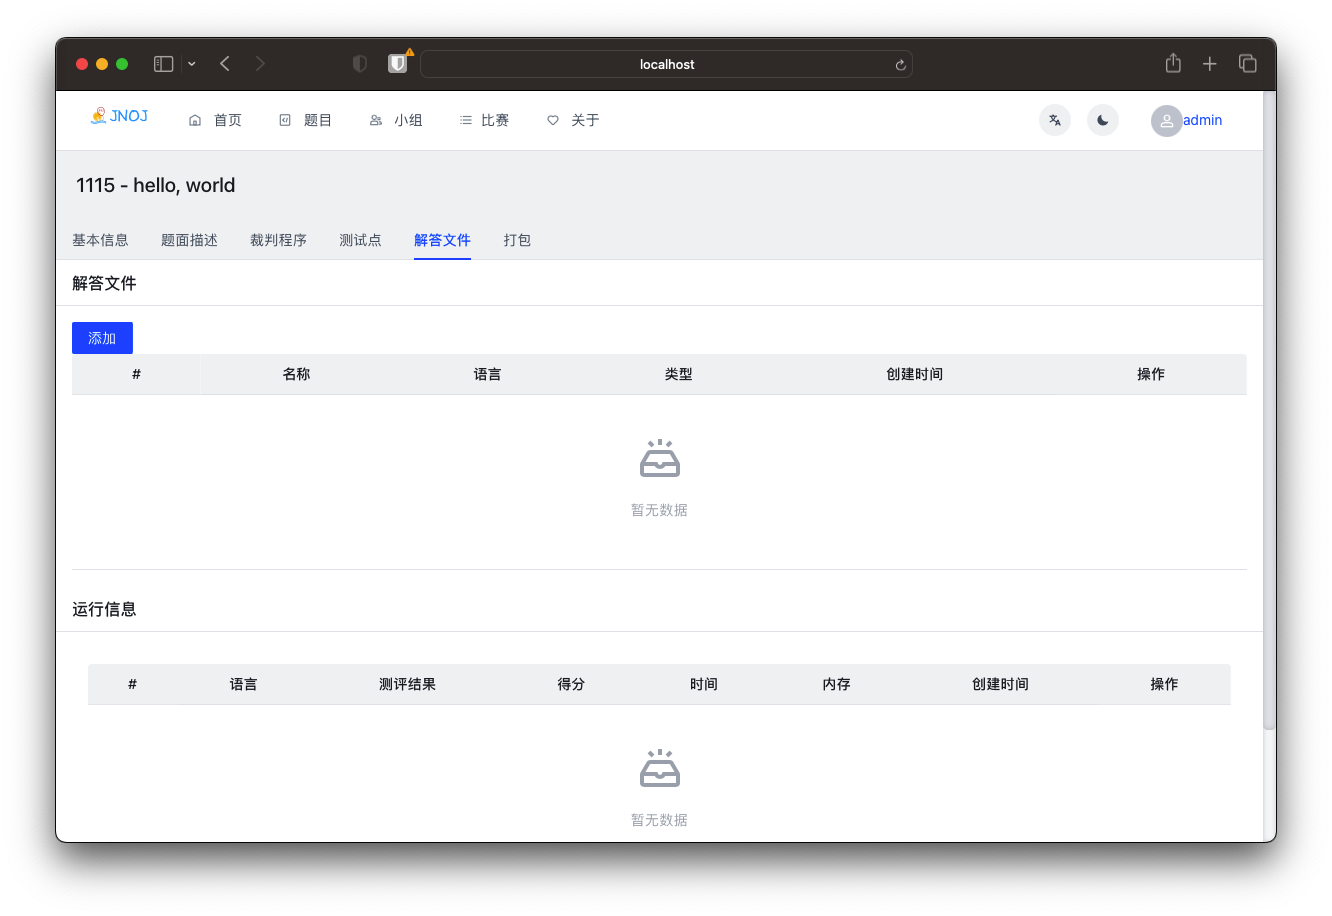 localhost
JNOJ 首页 题目 小组 比赛 关于 admin
1115 - hello, world
基本信息 题面描述 裁判程序 测试点 解答文件 打包
解答文件
添加
# 名称 语言 类型 创建时间 操作
暂无数据
运行信息
# 语言 测评结果 得分 时间 内存 创建时间 操作
暂无数据